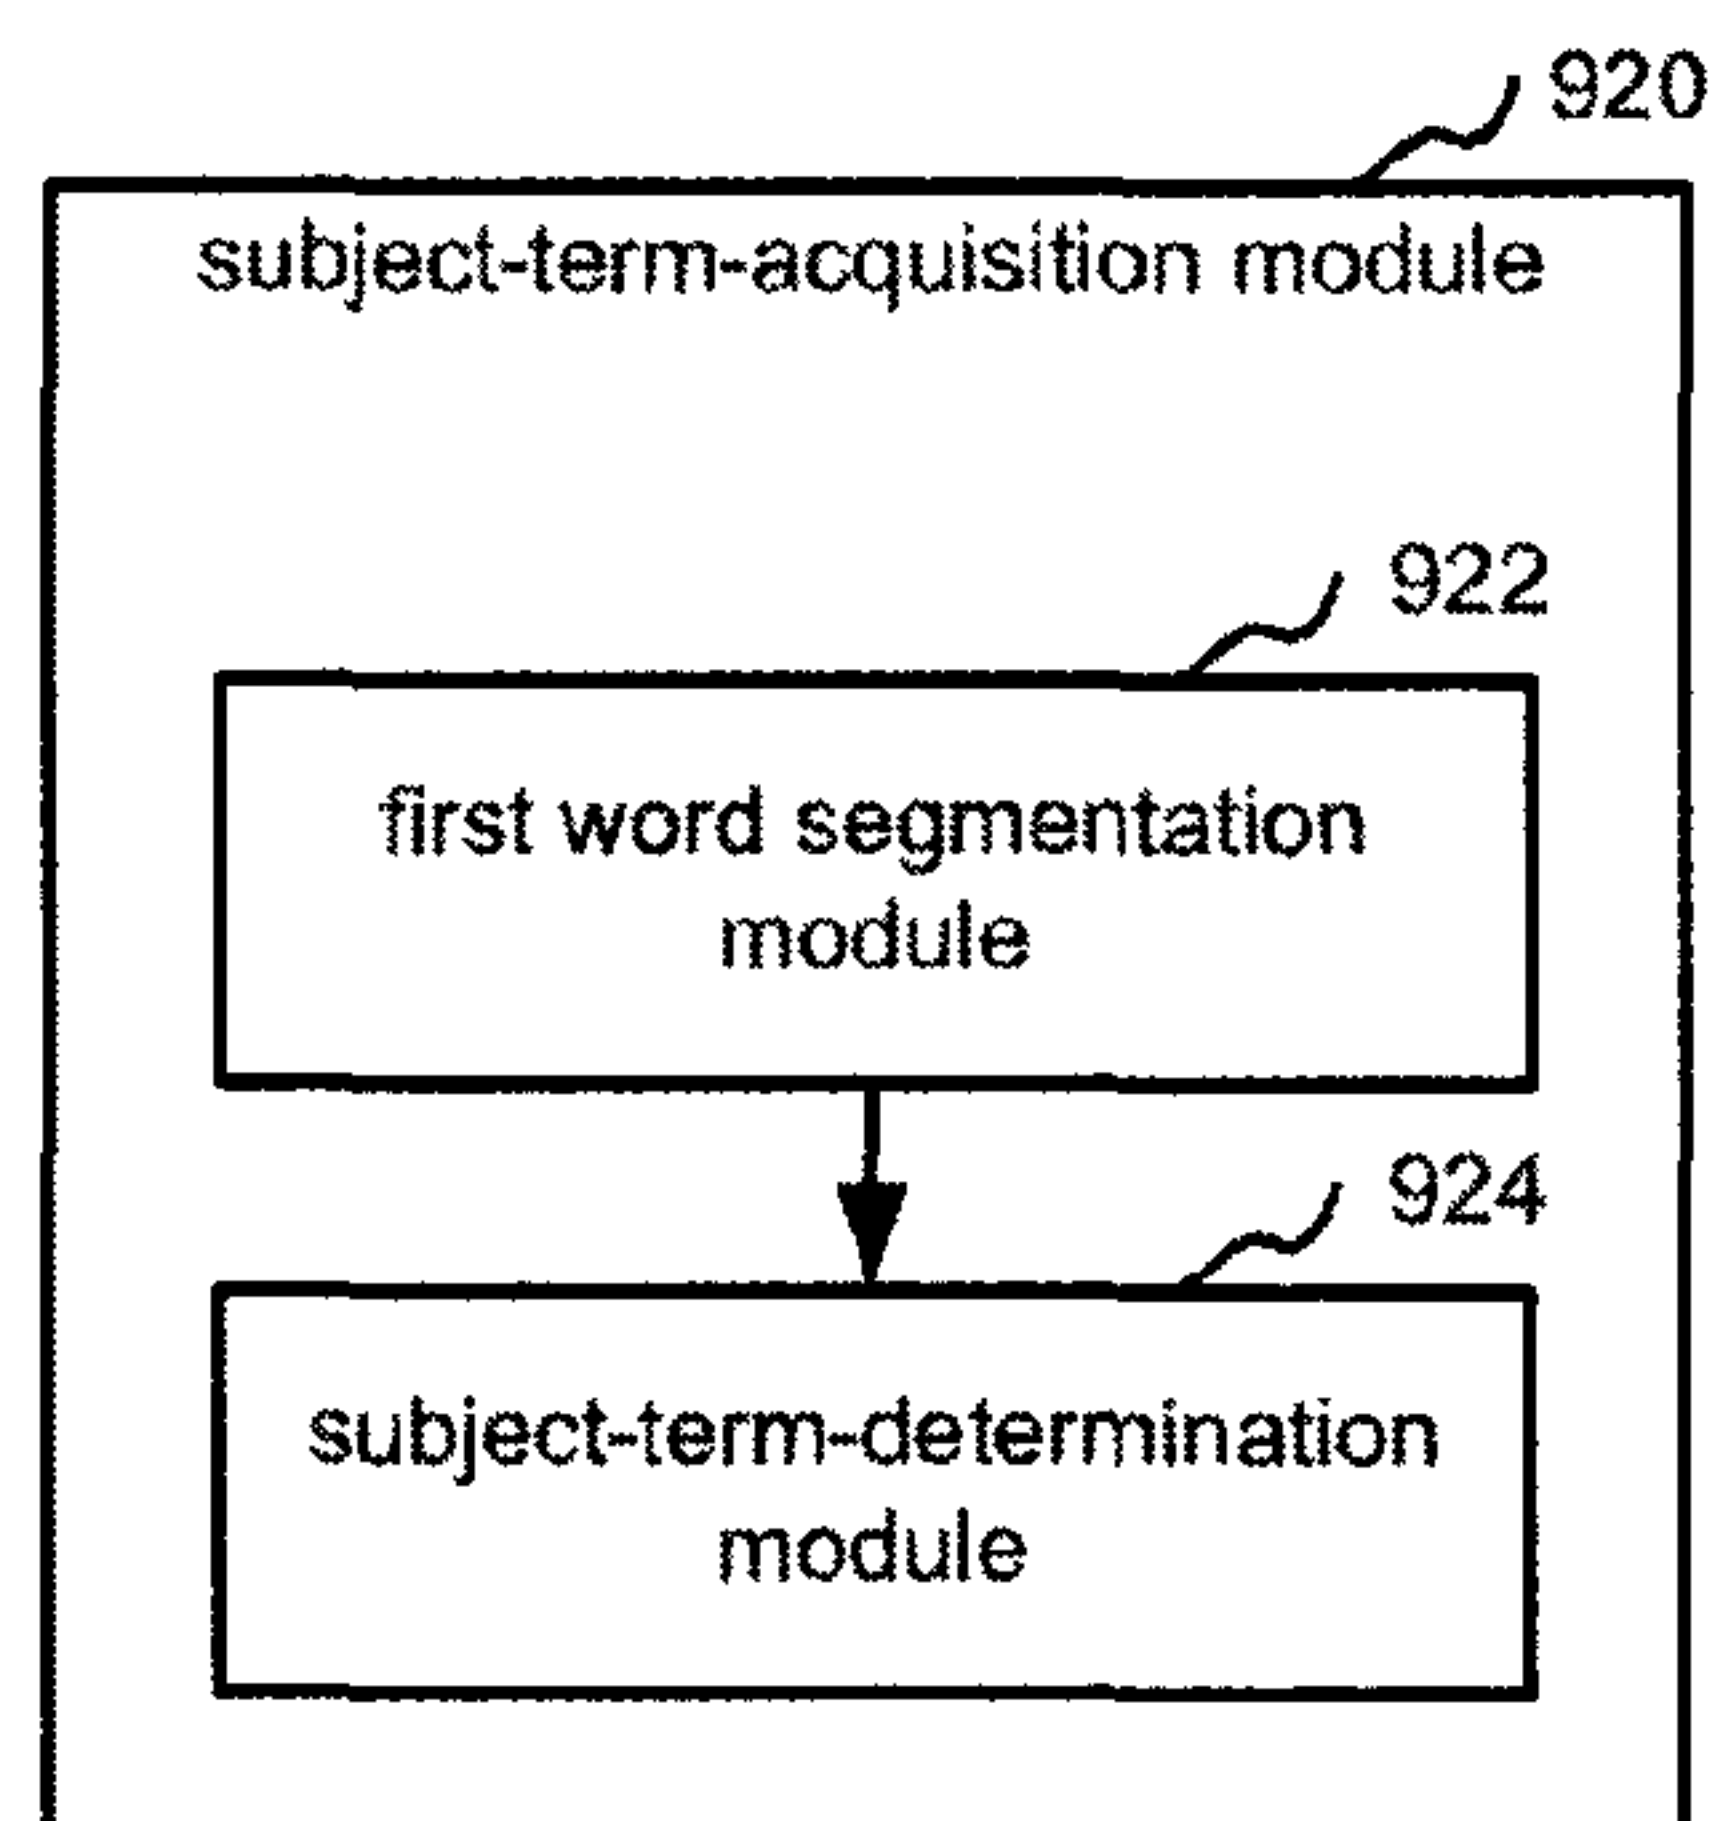 920
subject-term-acquisition module
922
first word segmentation
module
924
subject-term-determination
module